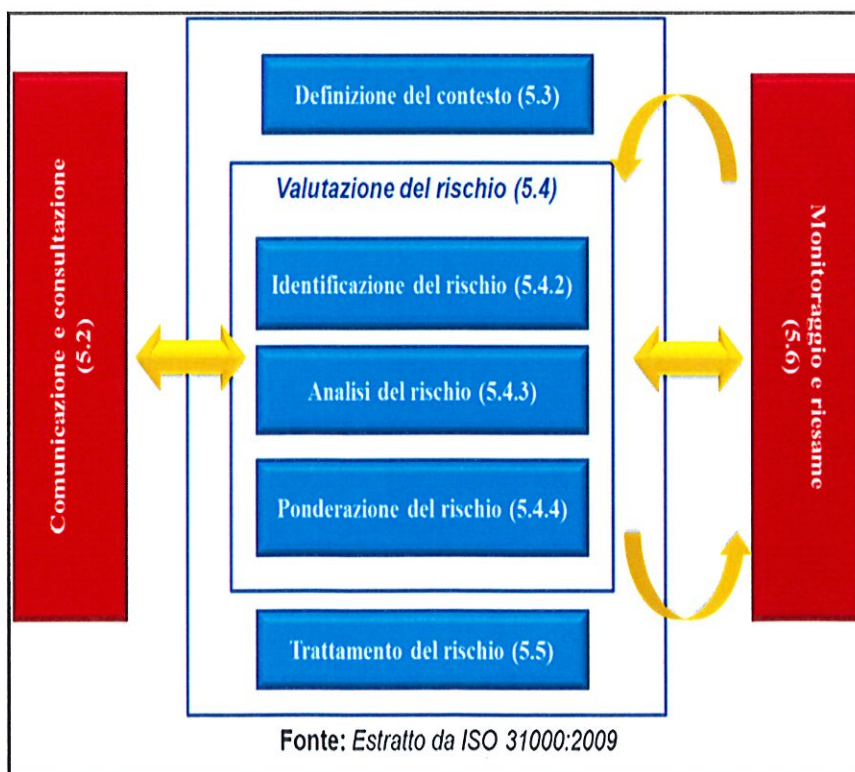 Definizione del contesto (5.3)
Valutazione del rischio (5.4)
Identificazione del rischio (5.4.2)
Analisi del rischio (5.4.3)
Ponderazione del rischio (5.4.4)
Trattamento del rischio (5.5)
Comunicazione e consultazione
(5.2)
Monitoraggio e riesame
(5.6)
Fonte: Estratto da ISO 31000:2009